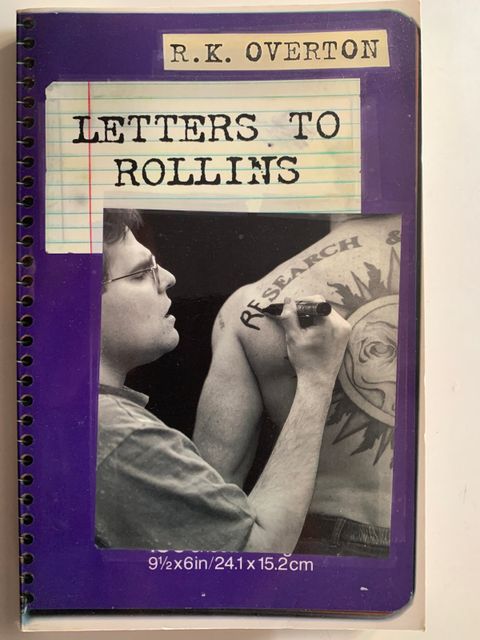 R.K. OVERTON
LETTERS TO
ROLLINS
RESEARCH &
9½x6in/24.1x15.2cm